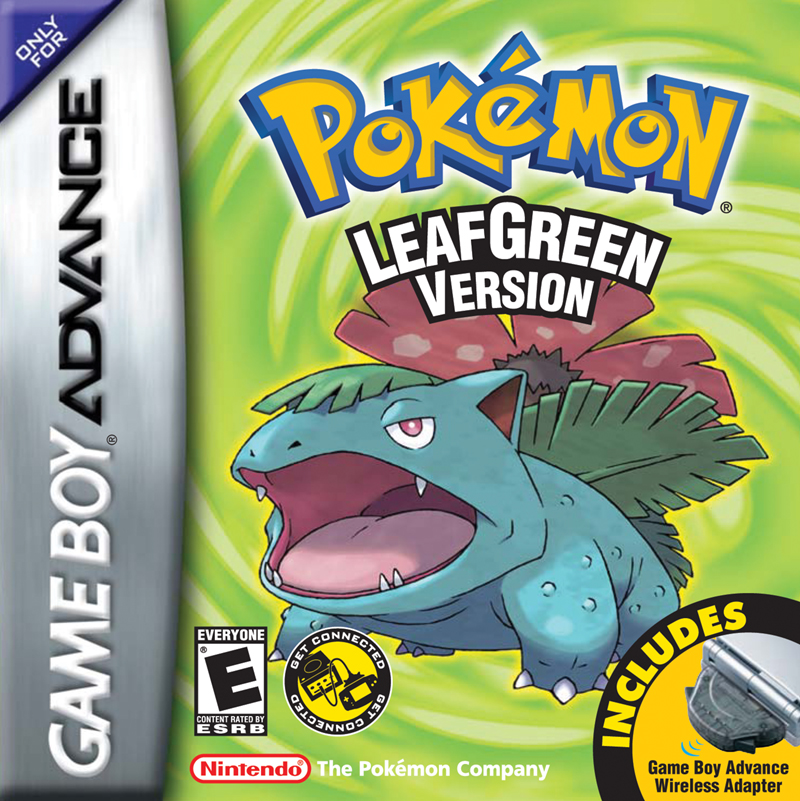 ONLY
FOR
GAME BOY ADVANCE
®
POKéMON
®
LEAFGREEN
VERSION
EVERYONE
®
E
CONTENT RATED BY
ESRB
GET CONNECTED
GET CONNECTED
INCLUDES
Game Boy Advance
Wireless Adapter
Nintendo®
The Pokémon Company